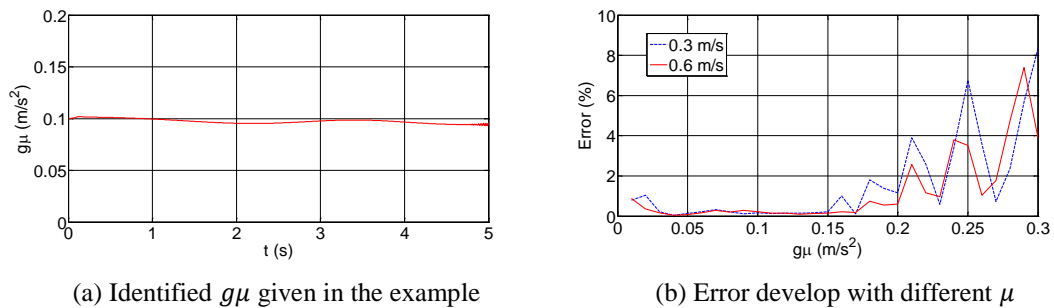 0.2
0.15
0.1
0.05
0
gμ (m/s²)
0 1 2 3 4 5
t (s)
(a) Identified gμ given in the example
10
8
6
4
2
0
Error (%)
0.3 m/s
0.6 m/s
0 0.05 0.1 0.15 0.2 0.25 0.3
gμ (m/s²)
(b) Error develop with different μ